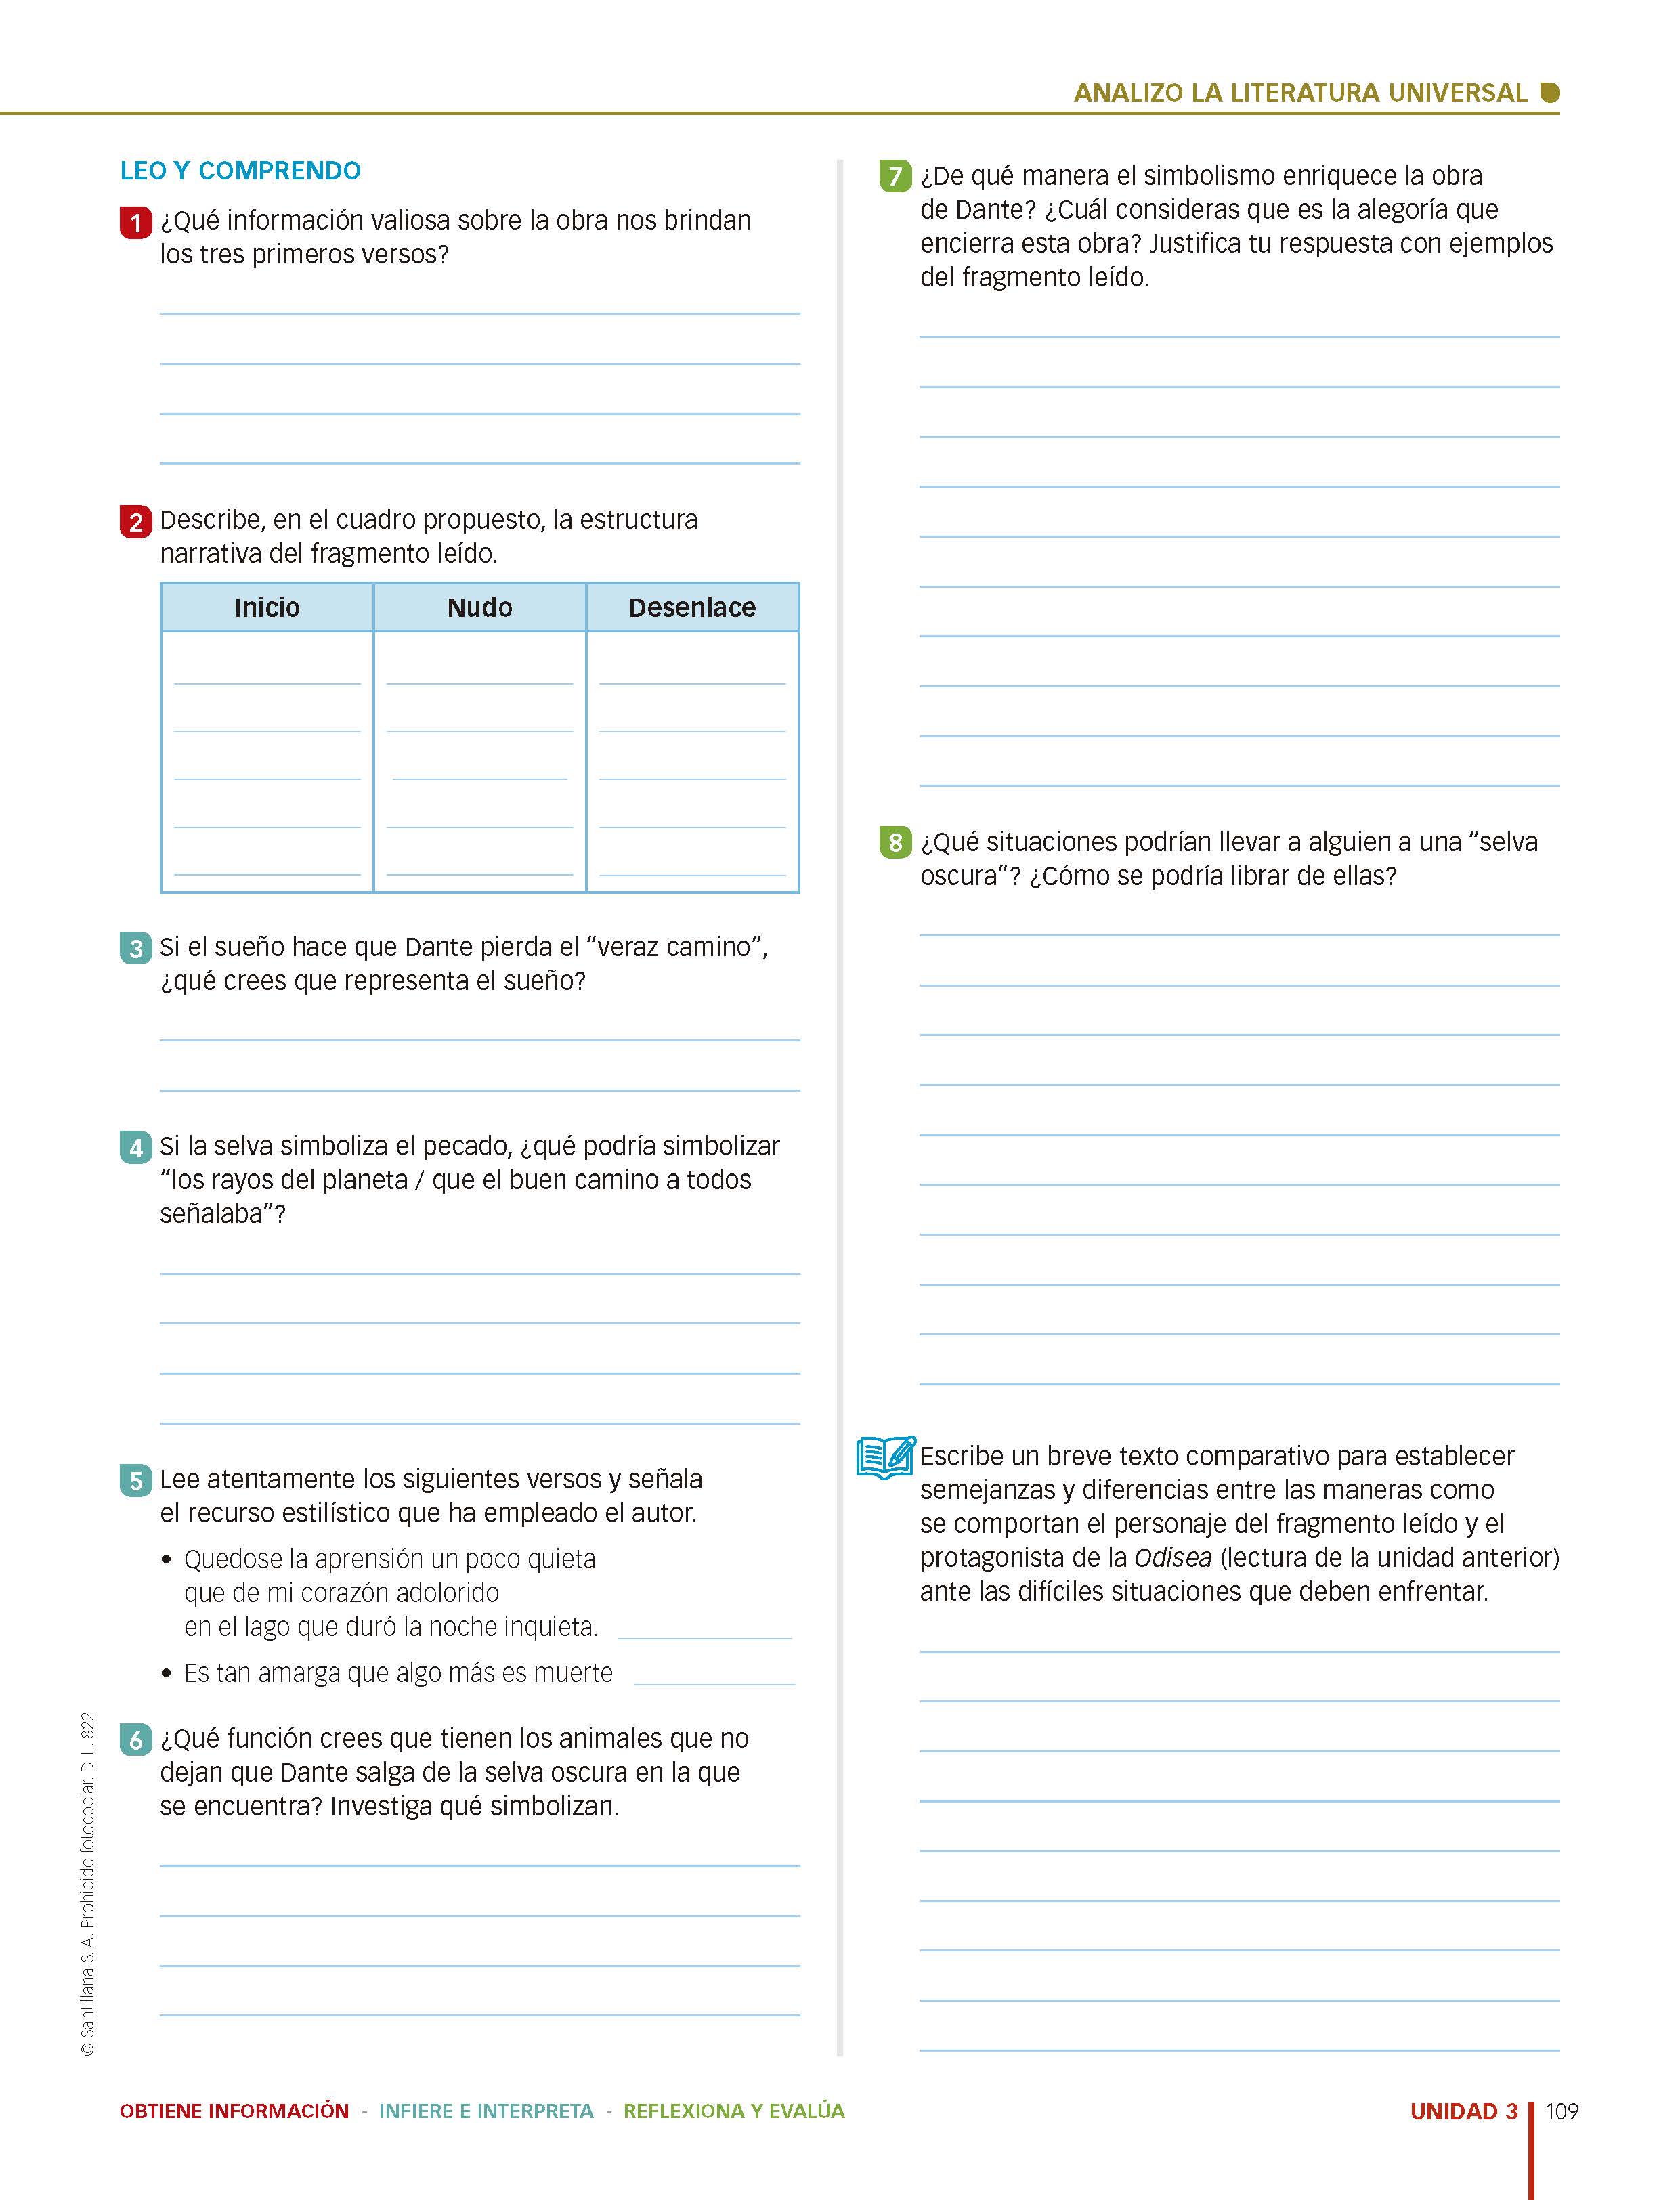 ANALIZO LA LITERATURA UNIVERSAL
LEO Y COMPRENDO
1 ¿Qué información valiosa sobre la obra nos brindan
los tres primeros versos?
2 Describe, en el cuadro propuesto, la estructura
narrativa del fragmento leído.
Inicio Nudo Desenlace
3 Si el sueño hace que Dante pierda el “veraz camino”,
¿qué crees que representa el sueño?
4 Si la selva simboliza el pecado, ¿qué podría simbolizar
“los rayos del planeta / que el buen camino a todos
señalaba”?
5 Lee atentamente los siguientes versos y señala
el recurso estilístico que ha empleado el autor.
• Quedose la aprensión un poco quieta
que de mi corazón adolorido
en el lago que duró la noche inquieta.
• Es tan amarga que algo más es muerte
6 ¿Qué función crees que tienen los animales que no
dejan que Dante salga de la selva oscura en la que
se encuentra? Investiga qué simbolizan.
7 ¿De qué manera el simbolismo enriquece la obra
de Dante? ¿Cuál consideras que es la alegoría que
encierra esta obra? Justifica tu respuesta con ejemplos
del fragmento leído.
8 ¿Qué situaciones podrían llevar a alguien a una “selva
oscura”? ¿Cómo se podría librar de ellas?
Escribe un breve texto comparativo para establecer
semejanzas y diferencias entre las maneras como
se comportan el personaje del fragmento leído y el
protagonista de la Odisea (lectura de la unidad anterior)
ante las difíciles situaciones que deben enfrentar.
© Santillana S. A. Prohibido fotocopiar. D. L. 822
OBTIENE INFORMACIÓN - INFIERE E INTERPRETA - REFLEXIONA Y EVALÚA
UNIDAD 3 109